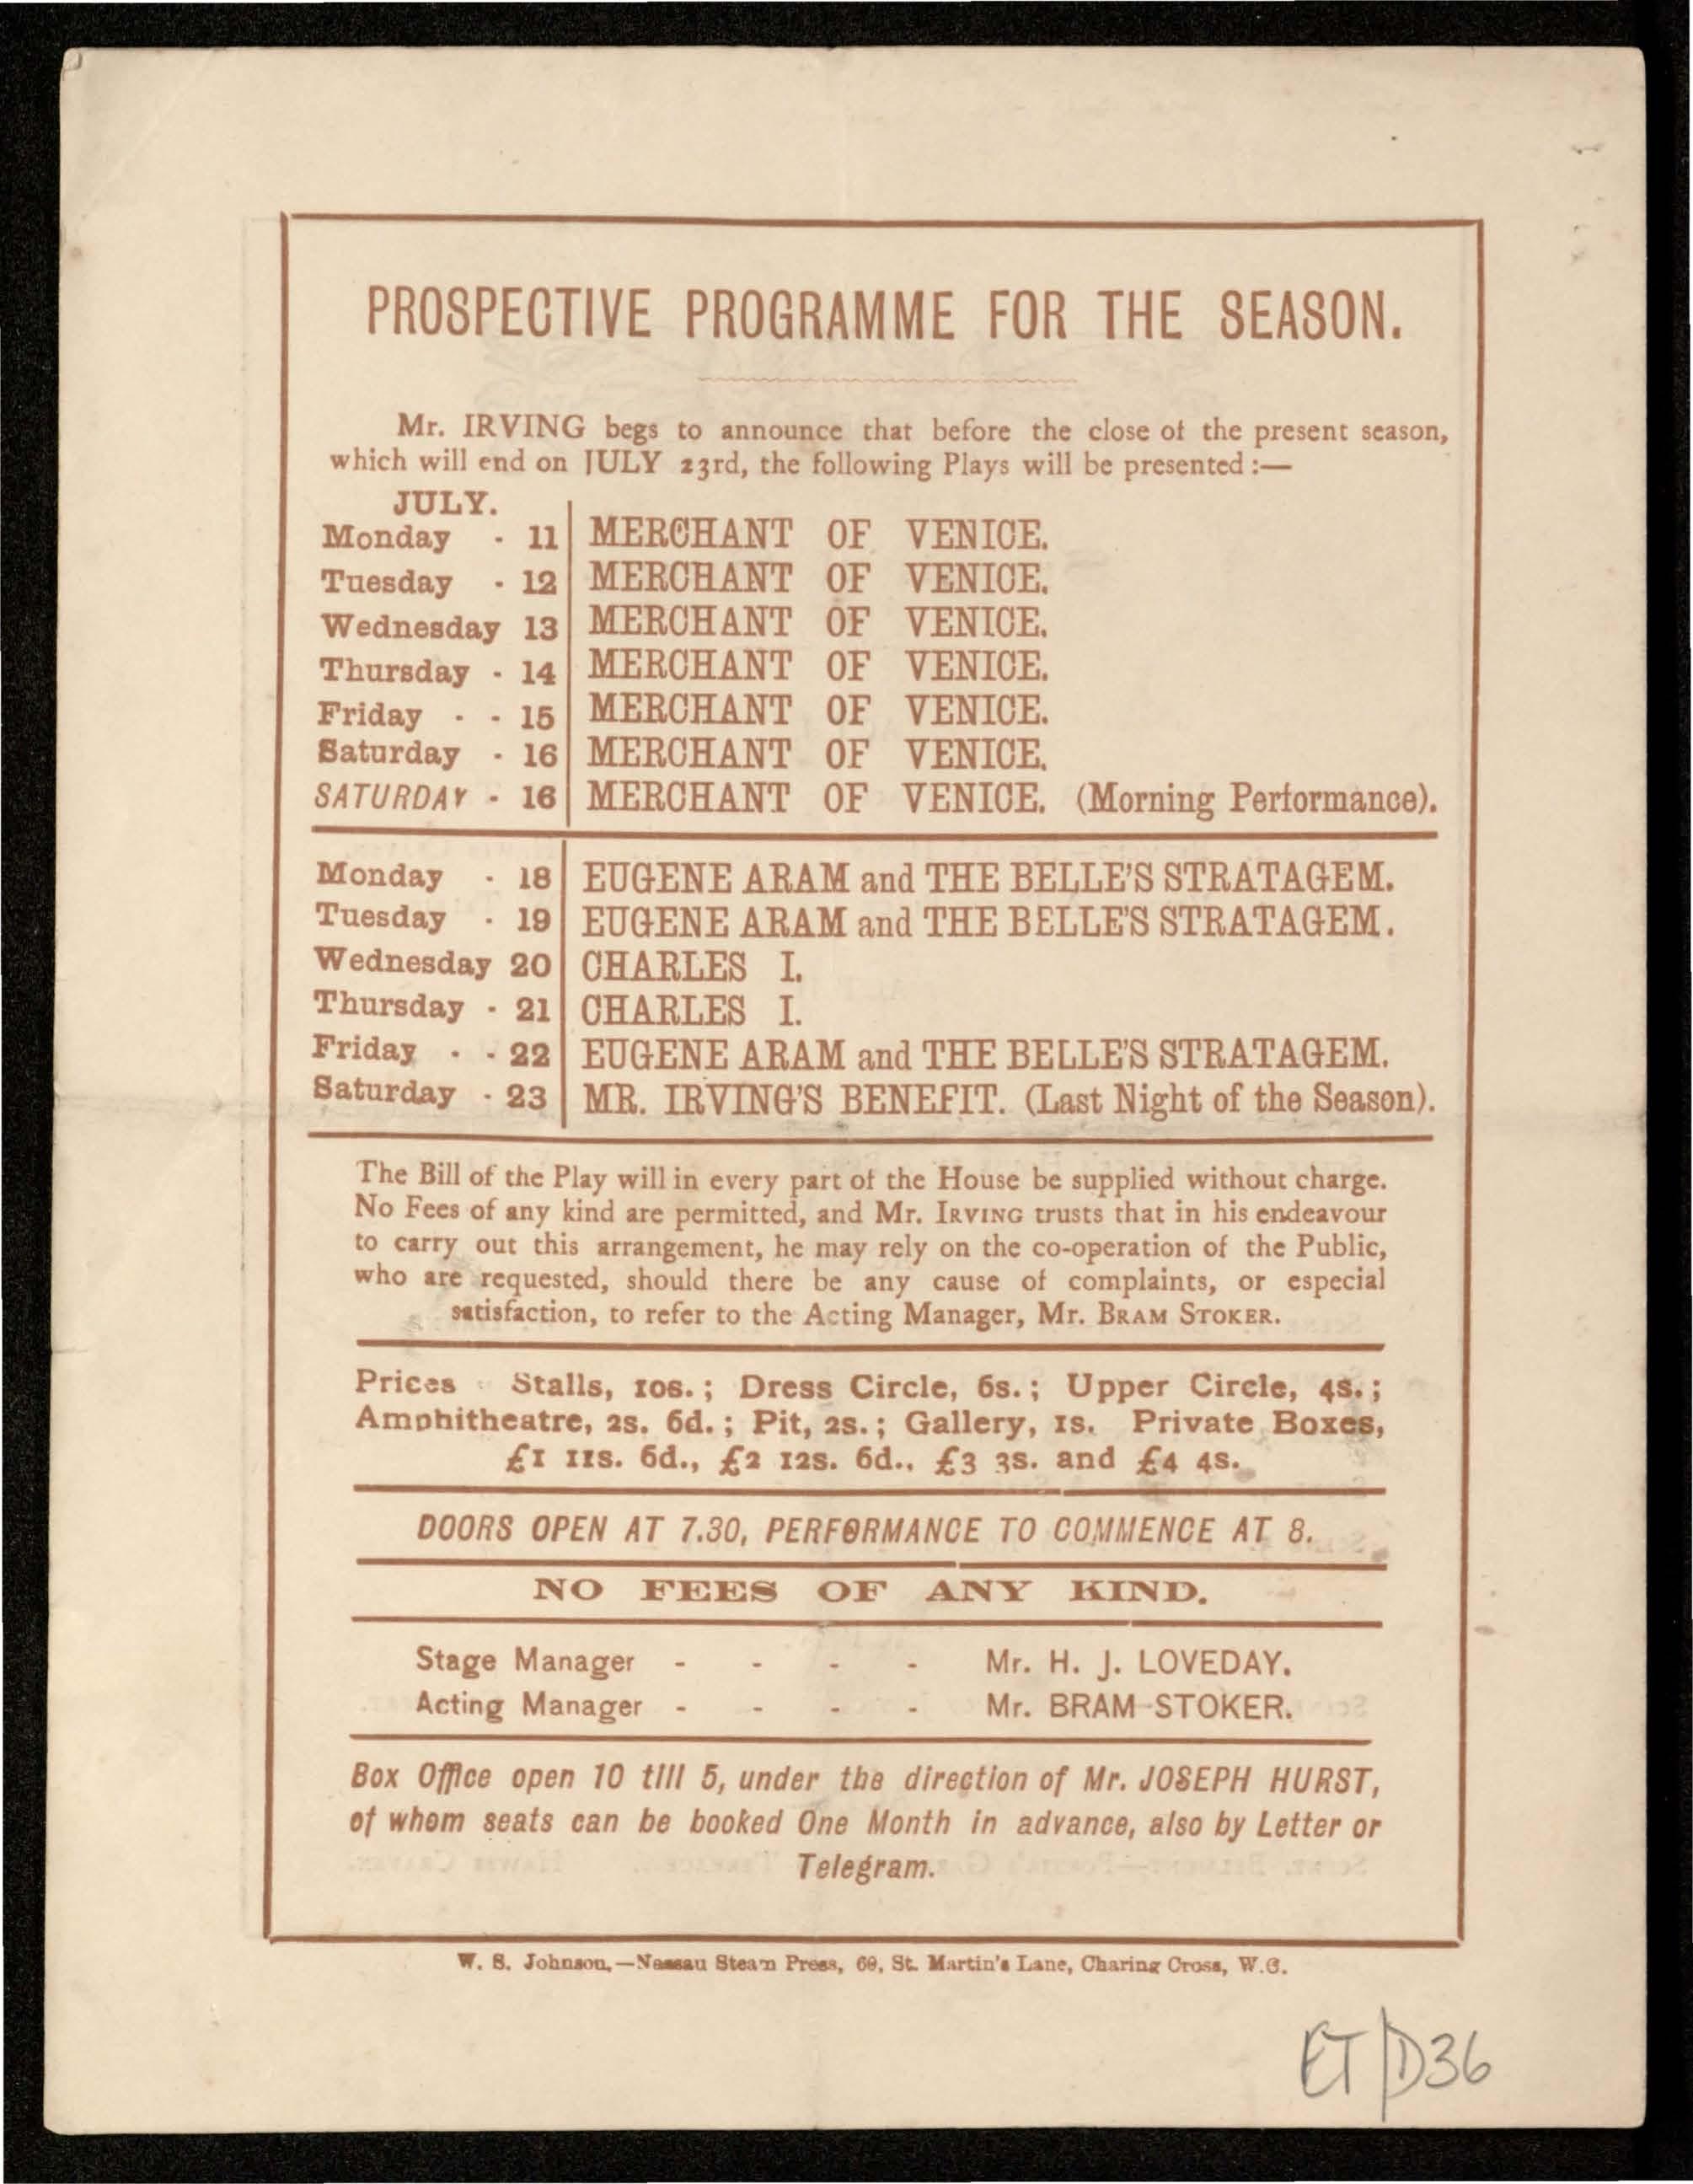 PROSPECTIVE PROGRAMME FOR THE SEASON.
Mr. IRVING begs to announce that before the close of the present season,
which will end on JULY 23rd, the following Plays will be presented :—
JULY.
Monday - 11 MERCHANT OF VENICE.
Tuesday - 12 MERCHANT OF VENICE.
Wednesday 13 MERCHANT OF VENICE.
Thursday - 14 MERCHANT OF VENICE.
Friday - - 15 MERCHANT OF VENICE.
Saturday - 16 MERCHANT OF VENICE.
SATURDAY - 16 MERCHANT OF VENICE. (Morning Performance).
Monday - 18 EUGENE ARAM and THE BELLE'S STRATAGEM.
Tuesday - 19 EUGENE ARAM and THE BELLE'S STRATAGEM.
Wednesday 20 CHARLES I.
Thursday - 21 CHARLES I.
Friday - - 22 EUGENE ARAM and THE BELLE'S STRATAGEM.
Saturday - 23 MR. IRVING'S BENEFIT. (Last Night of the Season).
The Bill of the Play will in every part of the House be supplied without charge.
No Fees of any kind are permitted, and Mr. IRVING trusts that in his endeavour
to carry out this arrangement, he may rely on the co-operation of the Public,
who are requested, should there be any cause of complaints, or especial
satisfaction, to refer to the Acting Manager, Mr. BRAM STOKER.
Prices Stalls, 10s.; Dress Circle, 6s.; Upper Circle, 4s.;
Amphitheatre, 2s. 6d.; Pit, 2s.; Gallery, 1s. Private Boxes,
£1 11s. 6d., £2 12s. 6d., £3 3s. and £4 4s.
DOORS OPEN AT 7.30, PERFORMANCE TO COMMENCE AT 8.
NO FEES OF ANY KIND.
Stage Manager - - - - Mr. H. J. LOVEDAY.
Acting Manager - - - - Mr. BRAM STOKER.
Box Office open 10 till 5, under the direction of Mr. JOSEPH HURST,
of whom seats can be booked One Month in advance, also by Letter or
Telegram.
W. S. Johnson,—Nassau Steam Press, 60, St. Martin's Lane, Charing Cross, W.C.
ET/D36